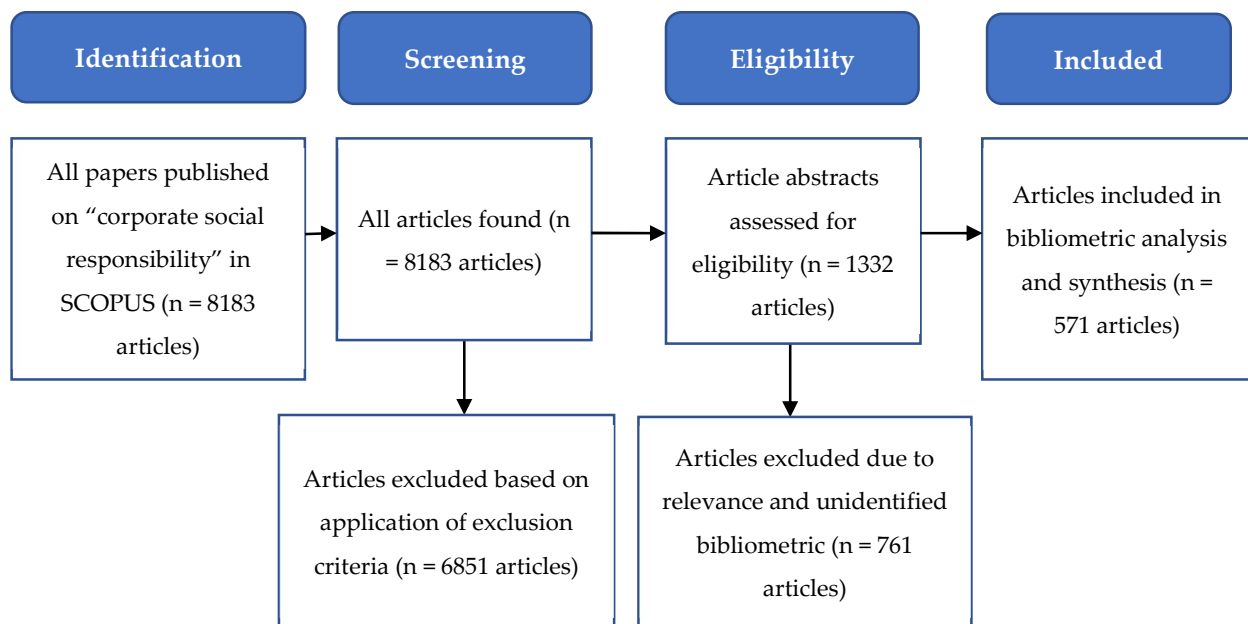 Identification
Screening
Eligibility
Included
All papers published
on “corporate social
responsibility” in
SCOPUS (n = 8183
articles)
All articles found (n
= 8183 articles)
Article abstracts
assessed for
eligibility (n = 1332
articles)
Articles included in
bibliometric analysis
and synthesis (n =
571 articles)
Articles excluded based on
application of exclusion
criteria (n = 6851 articles)
Articles excluded due to
relevance and unidentified
bibliometric (n = 761
articles)